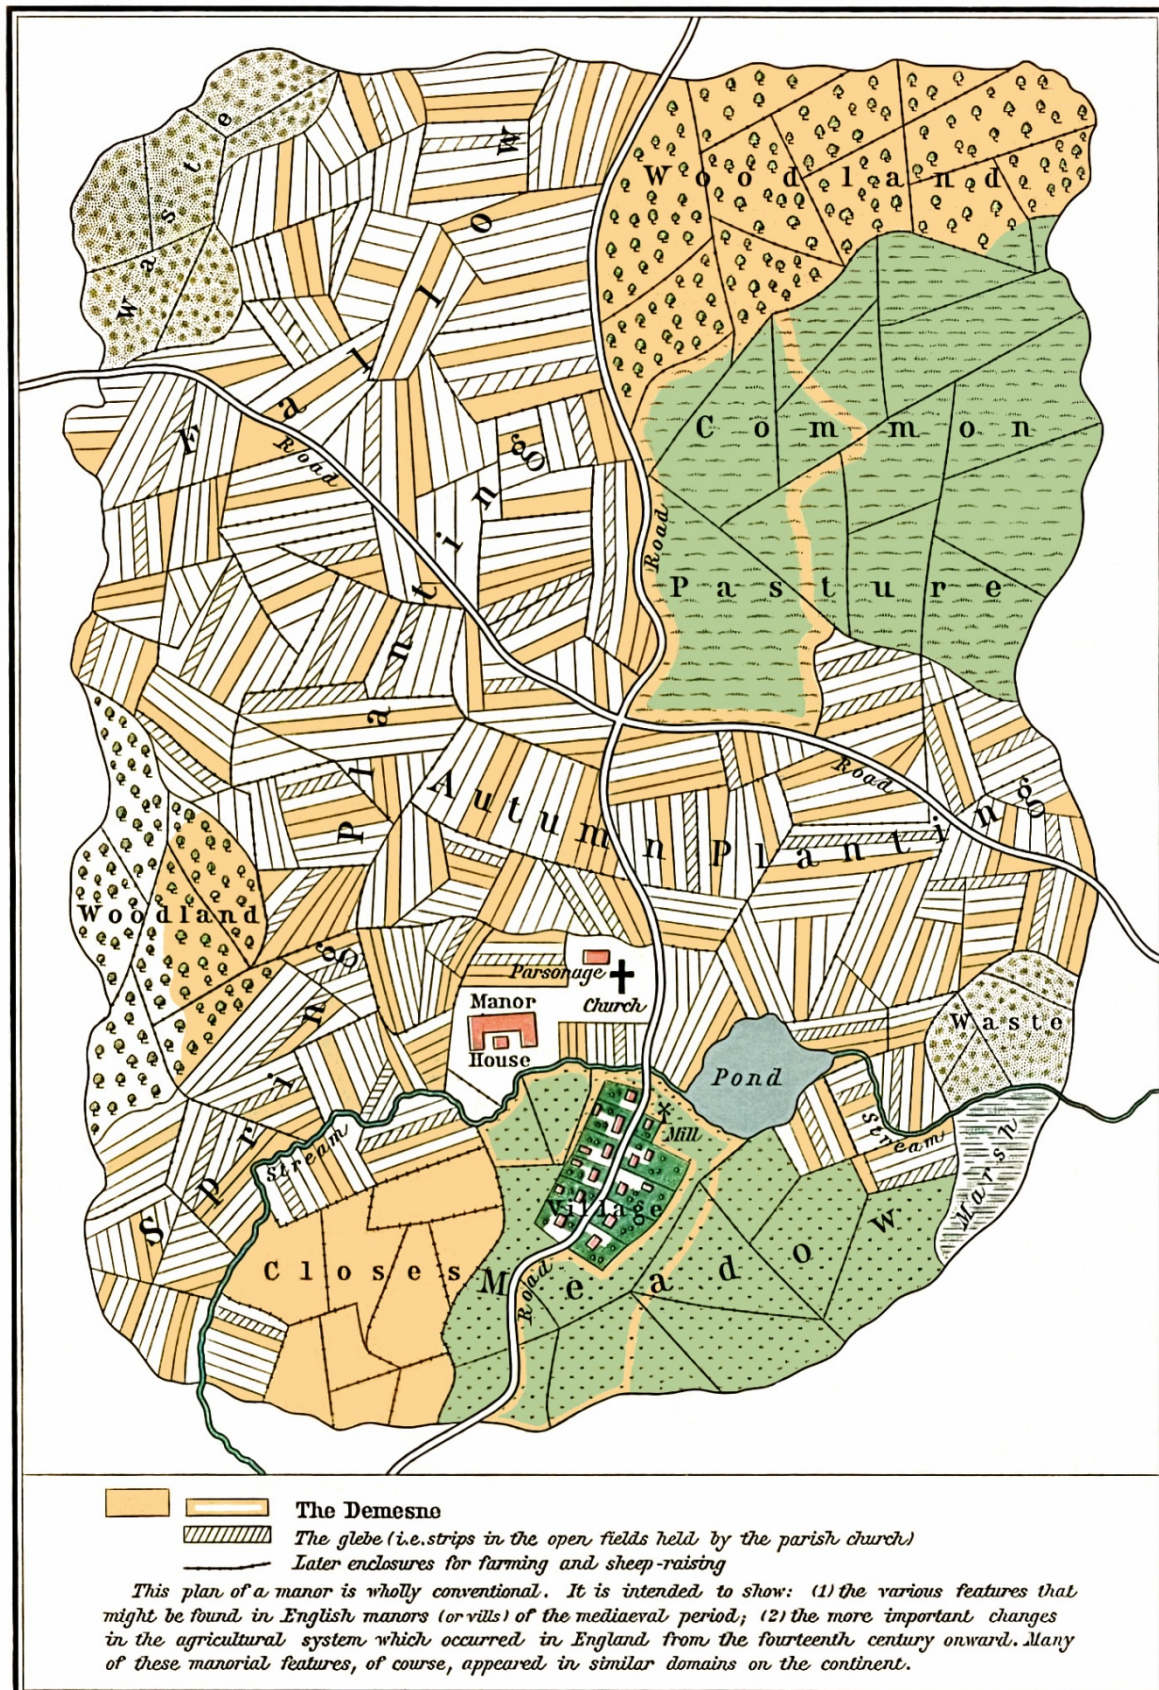 Waste
Woodland
Fallow
Common
Road
Road
Pasture
Spring Planting
Autumn Planting
Road
Woodland
Parsonage
Church
Manor
House
Waste
Pond
Mill
Stream
Stream
Marsh
Village
Closes
Meadow
Road
The Demesne
The glebe (i.e. strips in the open fields held by the parish church)
Later enclosures for farming and sheep-raising
This plan of a manor is wholly conventional. It is intended to show: (1) the various features that
might be found in English manors (or vills) of the mediaeval period; (2) the more important changes
in the agricultural system which occurred in England from the fourteenth century onward. Many
of these manorial features, of course, appeared in similar domains on the continent.